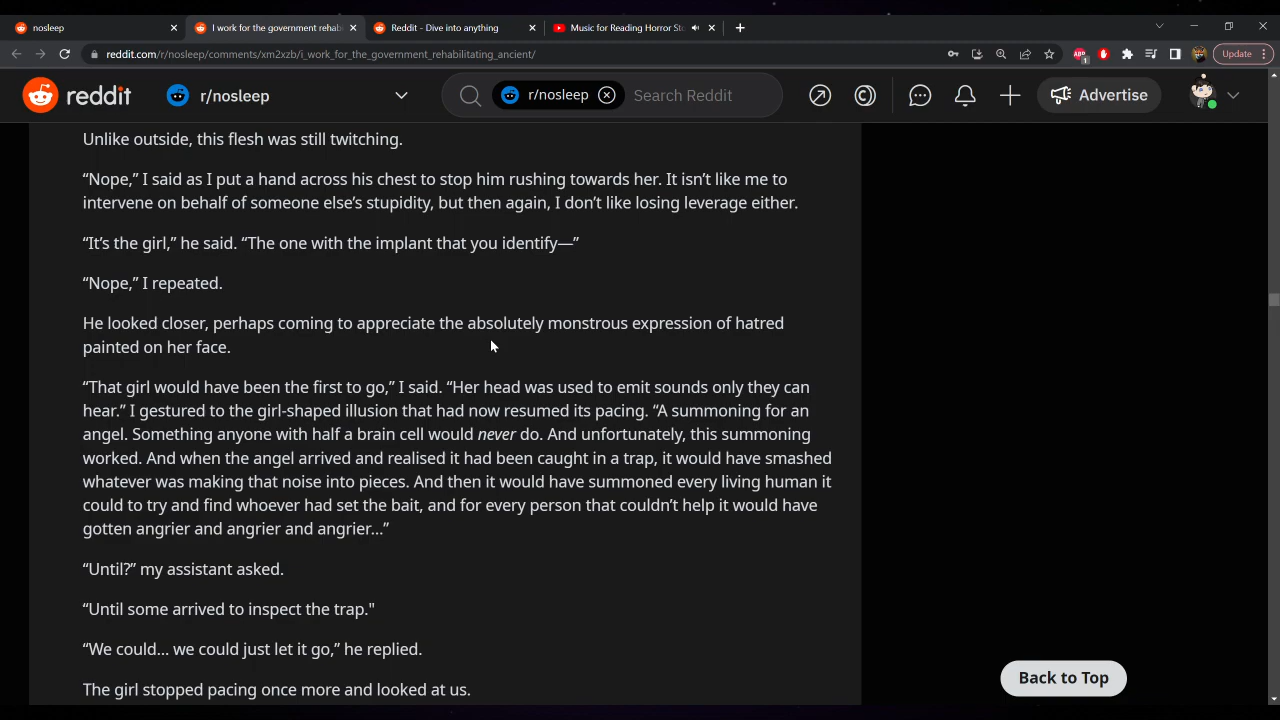 nosleep
I work for the government rehab
Reddit - Dive into anything
Music for Reading Horror Sto
reddit.com/r/nosleep/comments/xm2xzb/i_work_for_the_government_rehabilitating_ancient/
1
Update
reddit
r/nosleep
r/nosleep
Search Reddit
Advertise
Unlike outside, this flesh was still twitching.
“Nope,” I said as I put a hand across his chest to stop him rushing towards her. It isn’t like me to
intervene on behalf of someone else’s stupidity, but then again, I don’t like losing leverage either.
“It’s the girl,” he said. “The one with the implant that you identify—”
“Nope,” I repeated.
He looked closer, perhaps coming to appreciate the absolutely monstrous expression of hatred
painted on her face.
“That girl would have been the first to go,” I said. “Her head was used to emit sounds only they can
hear.” I gestured to the girl-shaped illusion that had now resumed its pacing. “A summoning for an
angel. Something anyone with half a brain cell would never do. And unfortunately, this summoning
worked. And when the angel arrived and realised it had been caught in a trap, it would have smashed
whatever was making that noise into pieces. And then it would have summoned every living human it
could to try and find whoever had set the bait, and for every person that couldn’t help it would have
gotten angrier and angrier and angrier…”
“Until?” my assistant asked.
“Until some arrived to inspect the trap."
“We could… we could just let it go,” he replied.
The girl stopped pacing once more and looked at us.
Back to Top